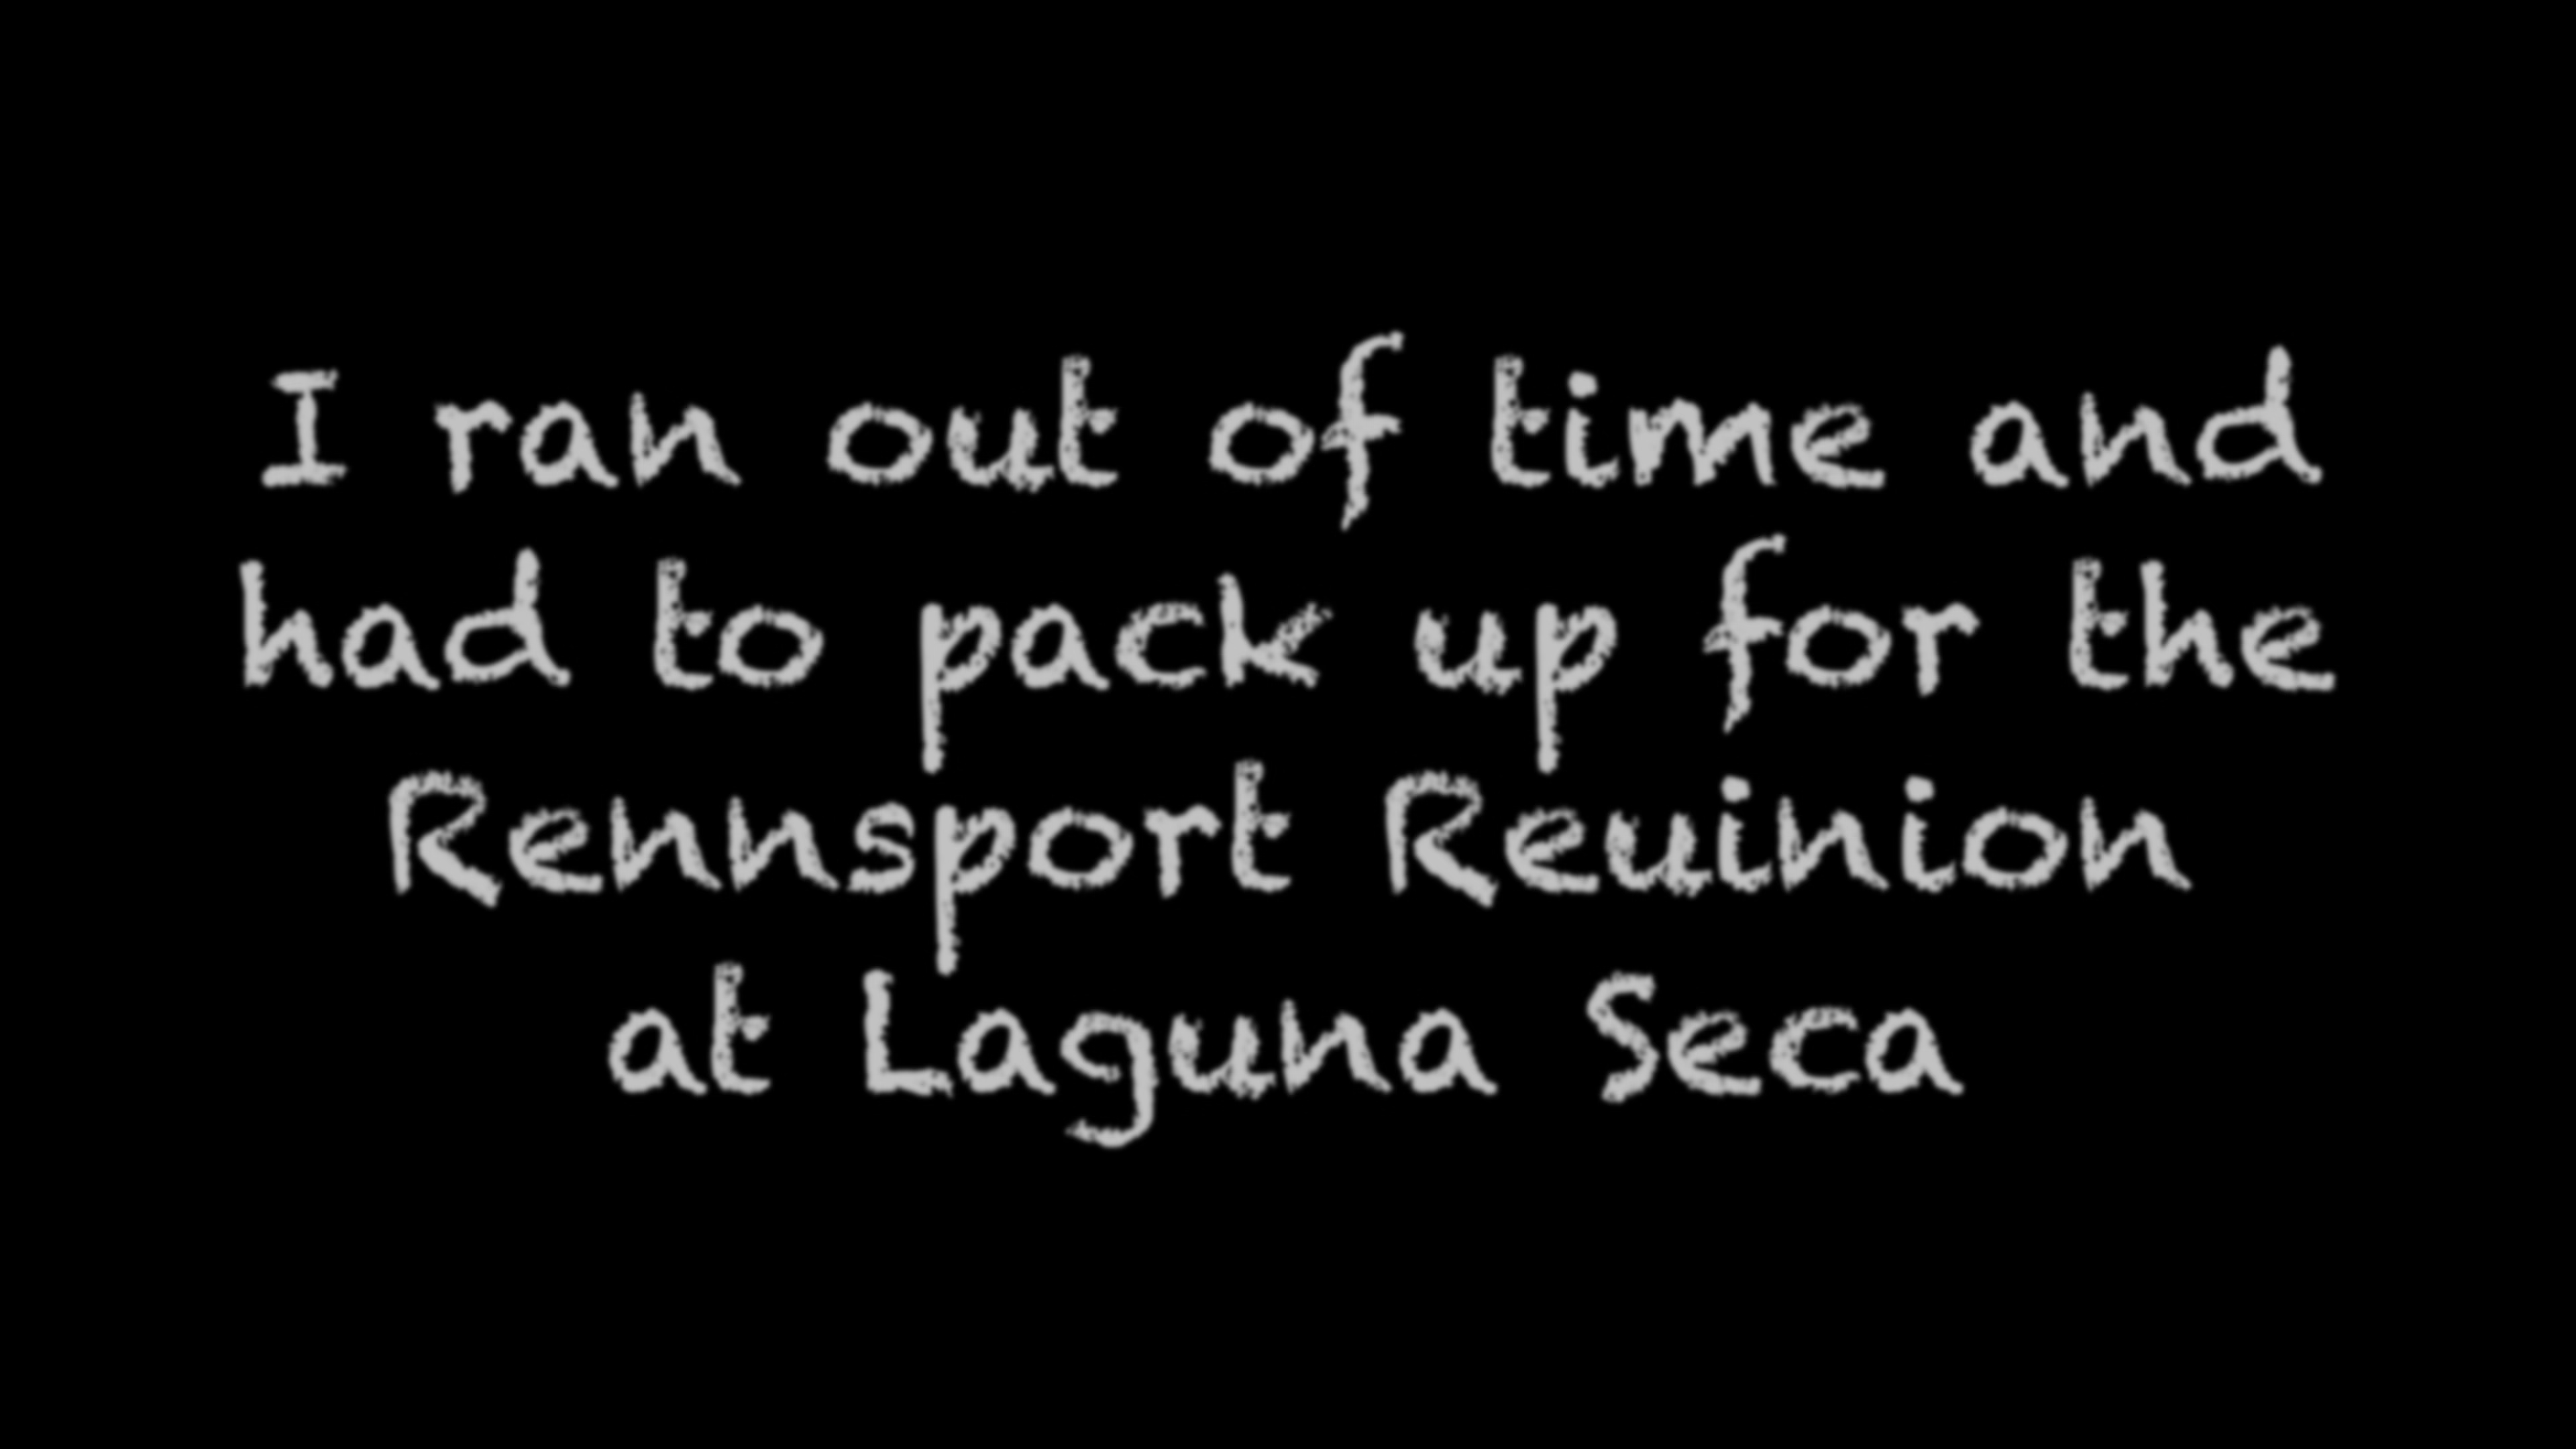 I ran out of time and
had to pack up for the
Rennsport Reuinion
at Laguna Seca